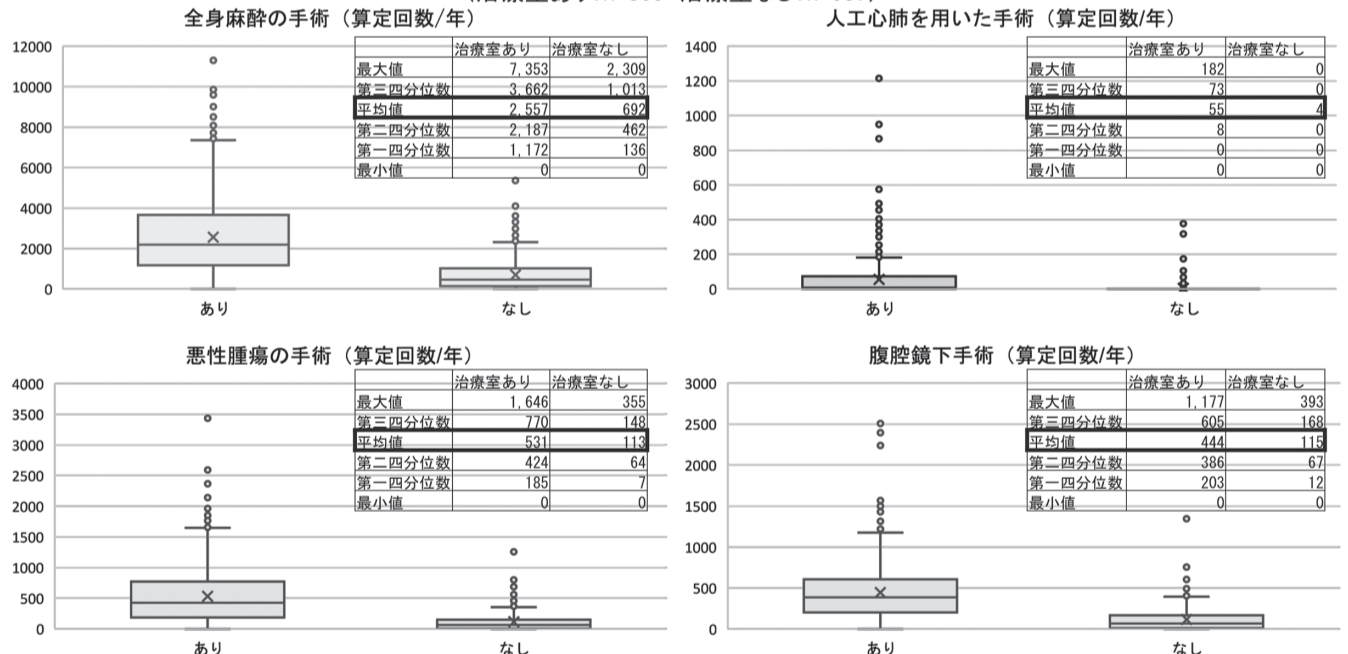 全身麻酔の手術（算定回数/年）
12000
10000
8000
6000
4000
2000
0
治療室あり 治療室なし
最大値 7,353 2,309
第三四分位数 3,662 1,013
平均値 2,557 692
第二四分位数 2,187 462
第一四分位数 1,172 136
最小値 0 0
あり なし
人工心肺を用いた手術（算定回数/年）
1400
1200
1000
800
600
400
200
0
治療室あり 治療室なし
最大値 182 0
第三四分位数 73 0
平均値 55 4
第二四分位数 8 0
第一四分位数 0 0
最小値 0 0
あり なし
悪性腫瘍の手術（算定回数/年）
4000
3500
3000
2500
2000
1500
1000
500
0
治療室あり 治療室なし
最大値 1,646 355
第三四分位数 770 148
平均値 531 113
第二四分位数 424 64
第一四分位数 185 7
最小値 0 0
あり なし
腹腔鏡下手術（算定回数/年）
3000
2500
2000
1500
1000
500
0
治療室あり 治療室なし
最大値 1,177 393
第三四分位数 605 168
平均値 444 115
第二四分位数 386 67
第一四分位数 203 12
最小値 0 0
あり なし